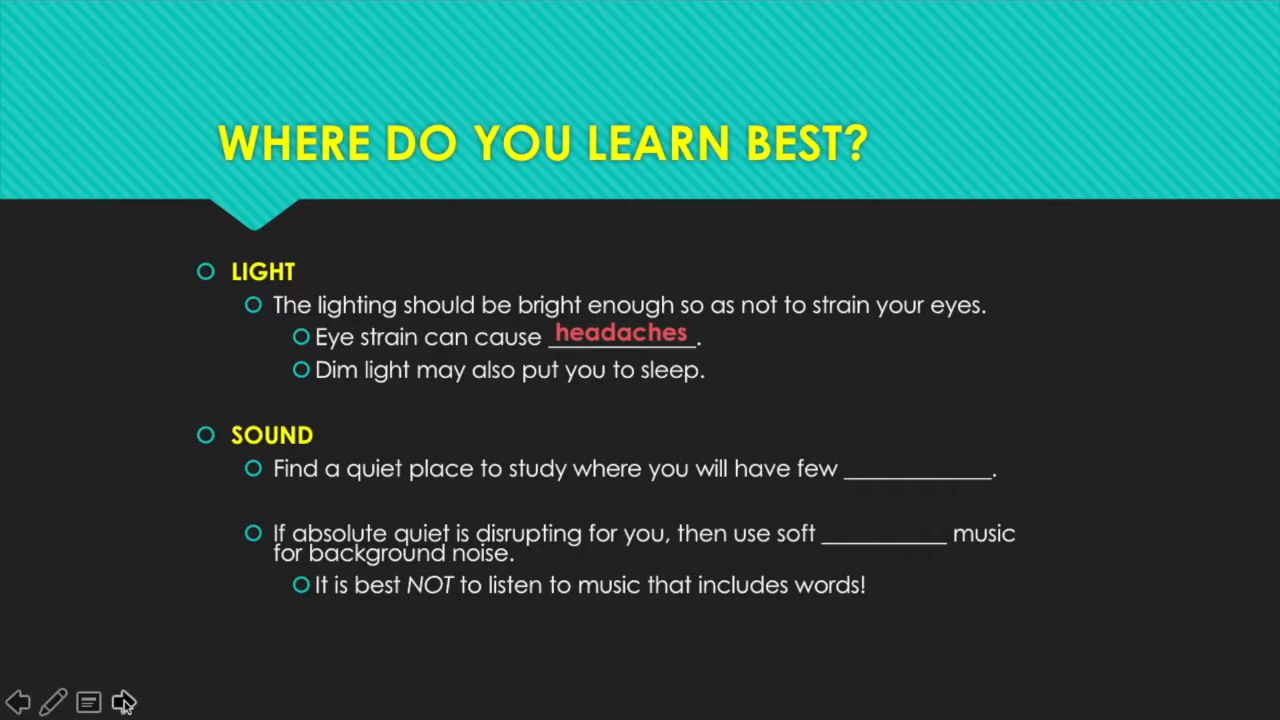 WHERE DO YOU LEARN BEST?
LIGHT
The lighting should be bright enough so as not to strain your eyes.
Eye strain can cause headaches.
Dim light may also put you to sleep.
SOUND
Find a quiet place to study where you will have few _____________.
If absolute quiet is disrupting for you, then use soft ___________ music
for background noise.
It is best NOT to listen to music that includes words!